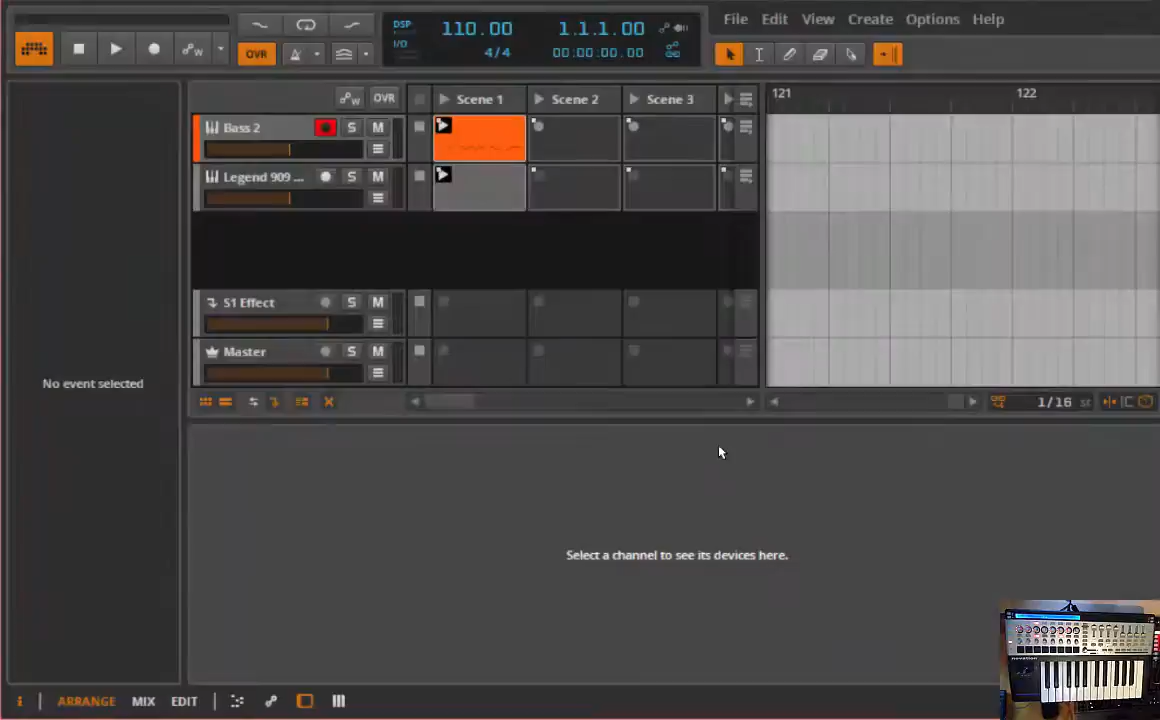 DSP
I/O
110.00
1.1.1.00
4/4
00:00:00.00
File Edit View Create Options Help
W
OVR
W
OVR
Scene 1
Scene 2
Scene 3
121
122
Bass 2
S M
Legend 909 ...
S M
S1 Effect
S M
Master
S M
No event selected
1/16 st
Select a channel to see its devices here.
novation
i
ARRANGE MIX EDIT